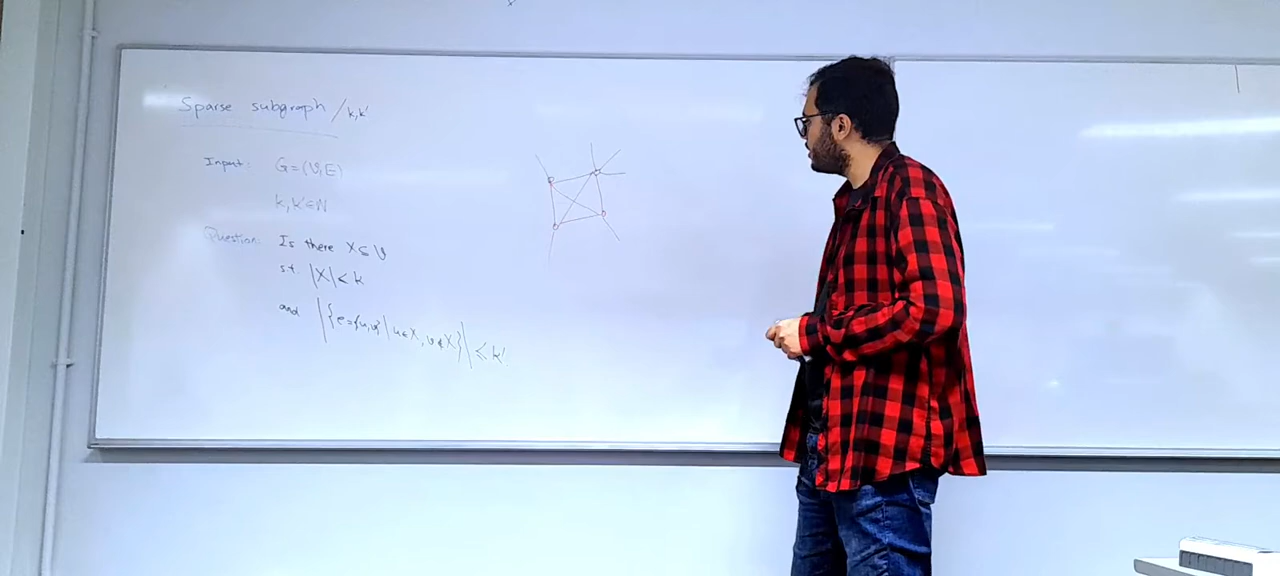 Sparse subgraph /k,k'
Input: G=(V,E)
k,k'∈N
Question: Is there X⊆V
s.t. |X|<k
and |{e={u,v}|u∈X,v∉X}|≤k'